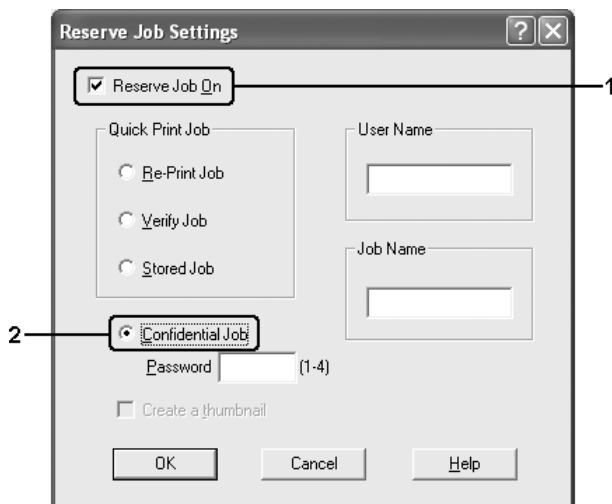 Reserve Job Settings
Reserve Job On
1
Quick Print Job
User Name
Re-Print Job
Verify Job
Job Name
Stored Job
2
Confidential Job
Password
(1-4)
Create a thumbnail
OK
Cancel
Help